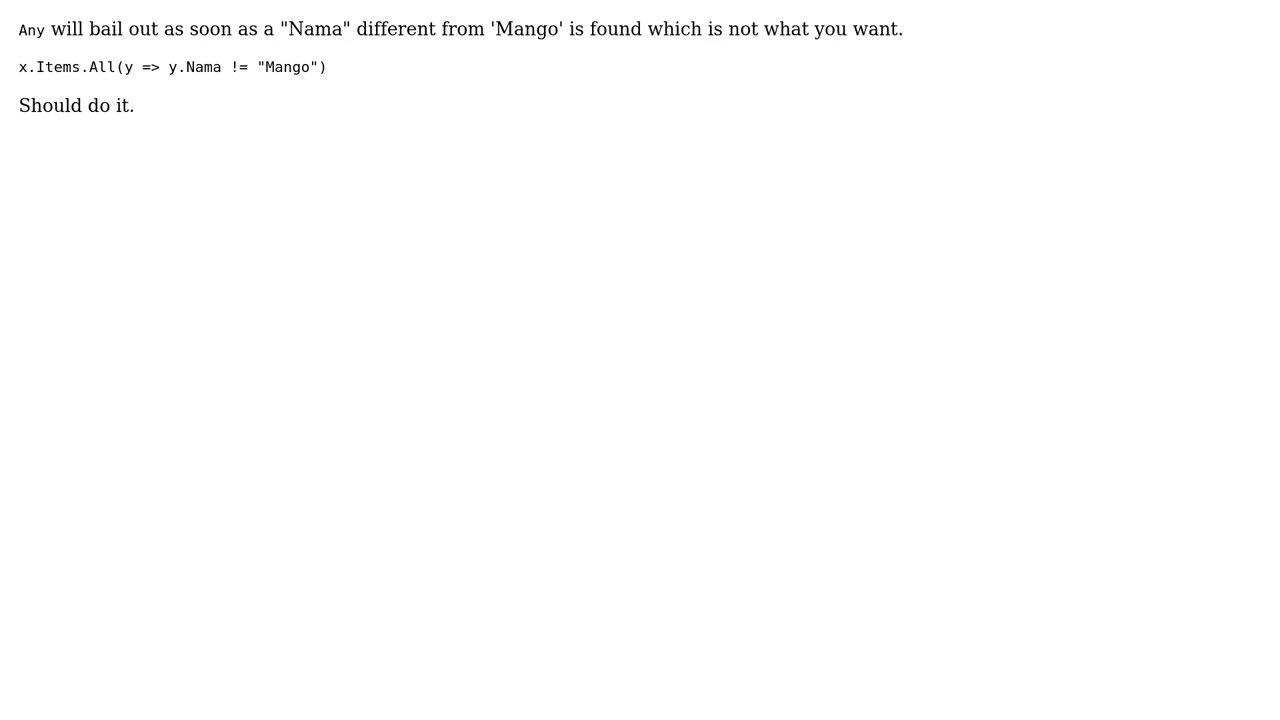 Any will bail out as soon as a "Nama" different from 'Mango' is found which is not what you want.
x.Items.All(y => y.Nama != "Mango")
Should do it.